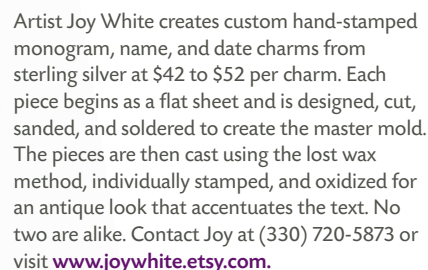 Artist Joy White creates custom hand-stamped
monogram, name, and date charms from
sterling silver at $42 to $52 per charm. Each
piece begins as a flat sheet and is designed, cut,
sanded, and soldered to create the master mold.
The pieces are then cast using the lost wax
method, individually stamped, and oxidized for
an antique look that accentuates the text. No
two are alike. Contact Joy at (330) 720-5873 or
visit www.joywhite.etsy.com.